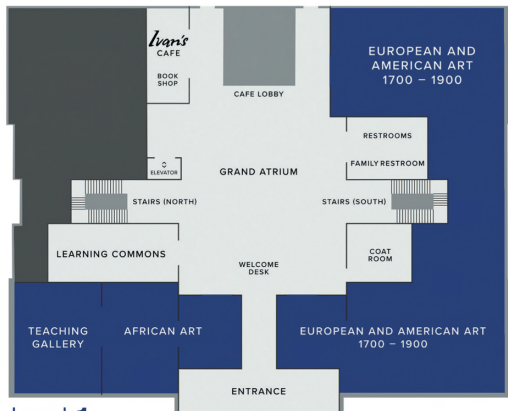 Ivan's
CAFE
BOOK
SHOP
CAFE LOBBY
EUROPEAN AND
AMERICAN ART
1700 – 1900
RESTROOMS
FAMILY RESTROOM
ELEVATOR
GRAND ATRIUM
STAIRS (NORTH)
STAIRS (SOUTH)
LEARNING COMMONS
WELCOME
DESK
COAT
ROOM
TEACHING
GALLERY
AFRICAN ART
EUROPEAN AND AMERICAN ART
1700 – 1900
ENTRANCE